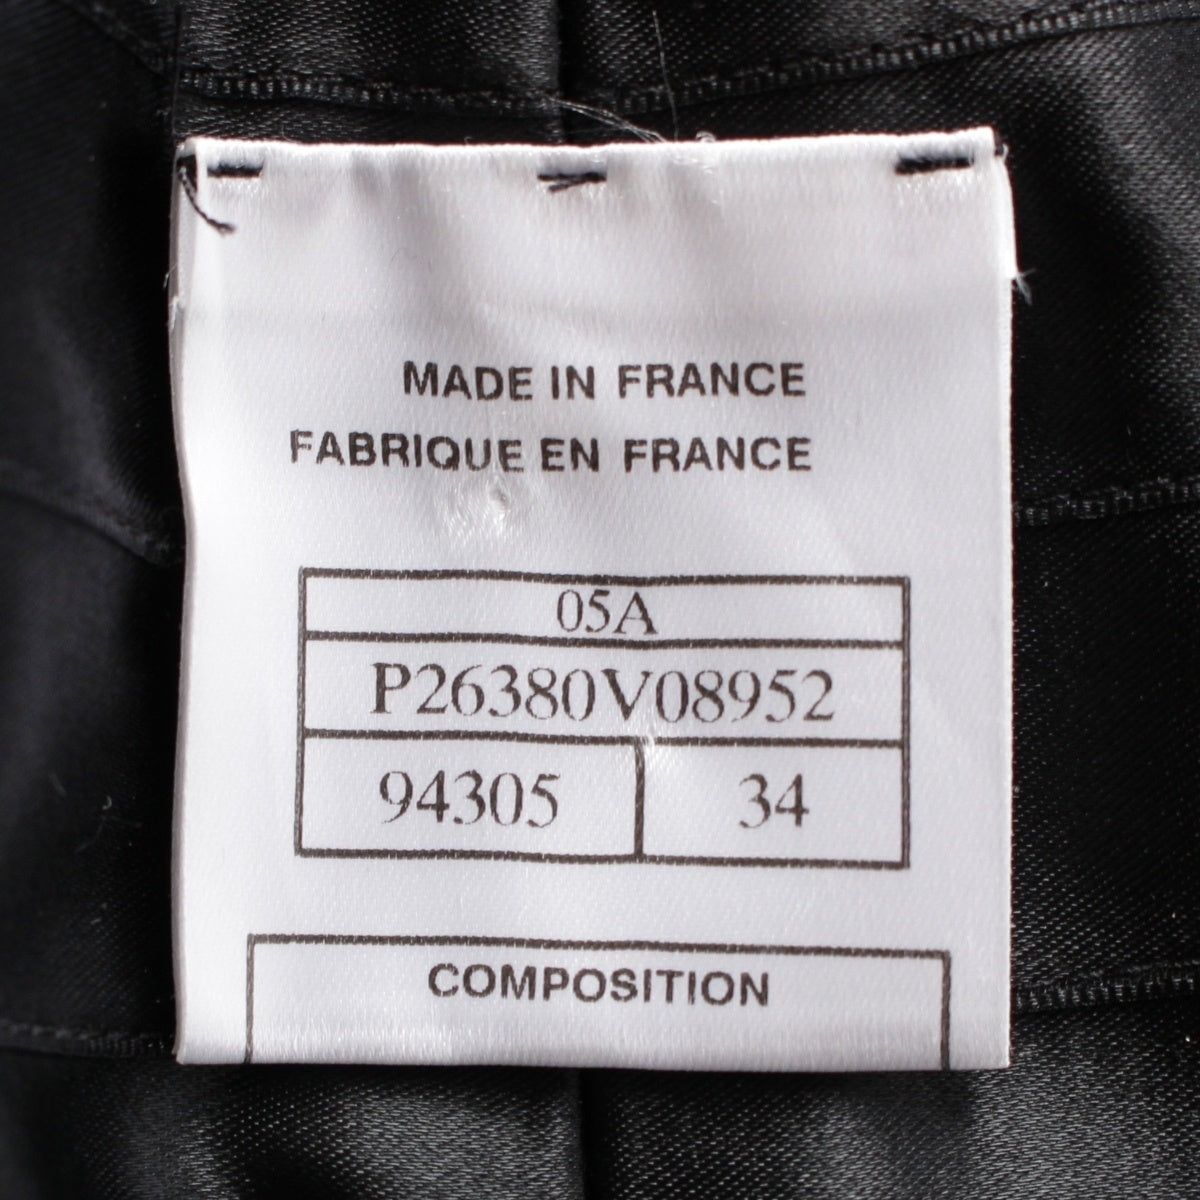 MADE IN FRANCE
FABRIQUE EN FRANCE
05A
P26380V08952
94305 34
COMPOSITION